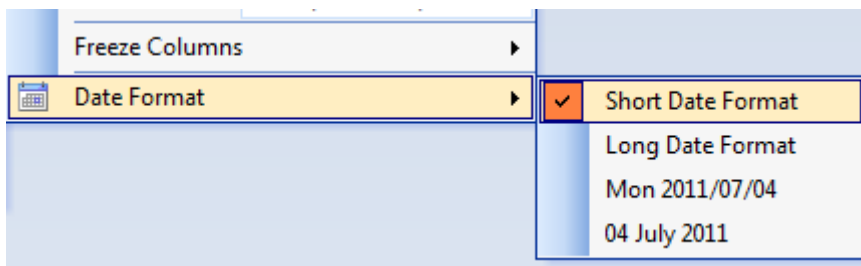 Freeze Columns
Date Format
Short Date Format
Long Date Format
Mon 2011/07/04
04 July 2011